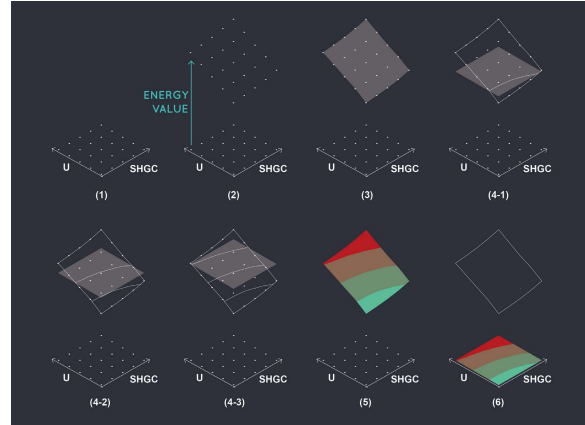 ENERGY
VALUE
U SHGC
(1)
U SHGC
(2)
U SHGC
(3)
U SHGC
(4-1)
U SHGC
(4-2)
U SHGC
(4-3)
U SHGC
(5)
U SHGC
(6)